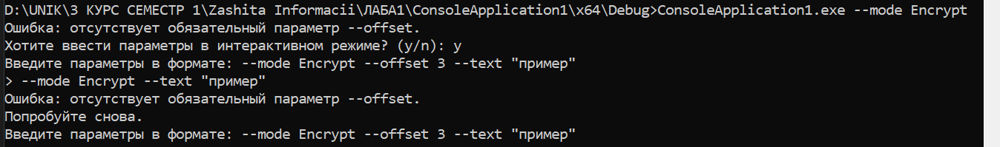 D:\UNIK\3 КУРС СЕМЕСТР 1\Zashita Informacii\ЛАБА1\ConsoleApplication1\x64\Debug>ConsoleApplication1.exe --mode Encrypt
Ошибка: отсутствует обязательный параметр --offset.
Хотите ввести параметры в интерактивном режиме? (y/n): y
Введите параметры в формате: --mode Encrypt --offset 3 --text "пример"
> --mode Encrypt --text "пример"
Ошибка: отсутствует обязательный параметр --offset.
Попробуйте снова.
Введите параметры в формате: --mode Encrypt --offset 3 --text "пример"